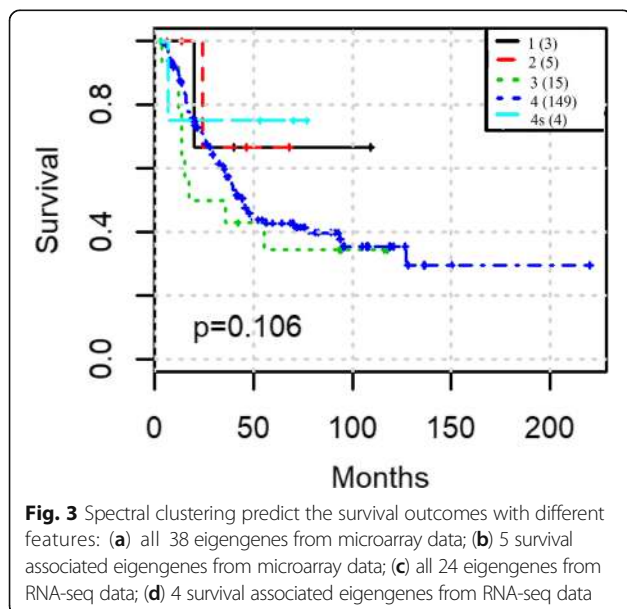 1 (3)
2 (5)
3 (15)
4 (149)
4s (4)
0.8
0.4
0.0
Survival
p=0.106
0 50 100 150 200
Months
Fig. 3 Spectral clustering predict the survival outcomes with different
features: (a) all 38 eigengenes from microarray data; (b) 5 survival
associated eigengenes from microarray data; (c) all 24 eigengenes from
RNA-seq data; (d) 4 survival associated eigengenes from RNA-seq data